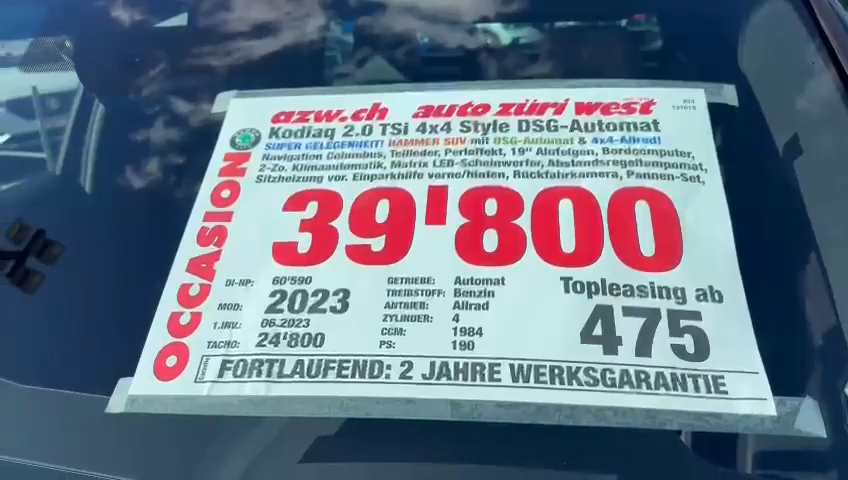 azw.ch auto züri west
Kodiaq 2.0 TSi 4x4 Style DSG-Automat
SUPER GELEGENHEIT! HAMMER SUV mit DSG-Automat & 4x4-Allrad!
Navigation Columbus, Teilleder, Perleffekt, 19" Alufelgen, Bordcomputer,
2-Zo. Klimaautomatik, Matrix LED-Scheinwerfer, Abstandsregeltempomat,
Sitzheizung vor. Einparkhilfe vorne/hinten, Rückfahrkamera, Pannen-Set,
OCCASION
39'800
DI-NP: 60'590
MOD: 2023
1.INV: 06.2023
TACHO: 24'800
GETRIEBE: Automat
TREIBSTOFF: Benzin
ANTRIEB: Allrad
ZYLINDER: 4
CCM: 1984
PS: 190
Topleasing ab
475
FORTLAUFEND: 2 JAHRE WERKSGARANTIE